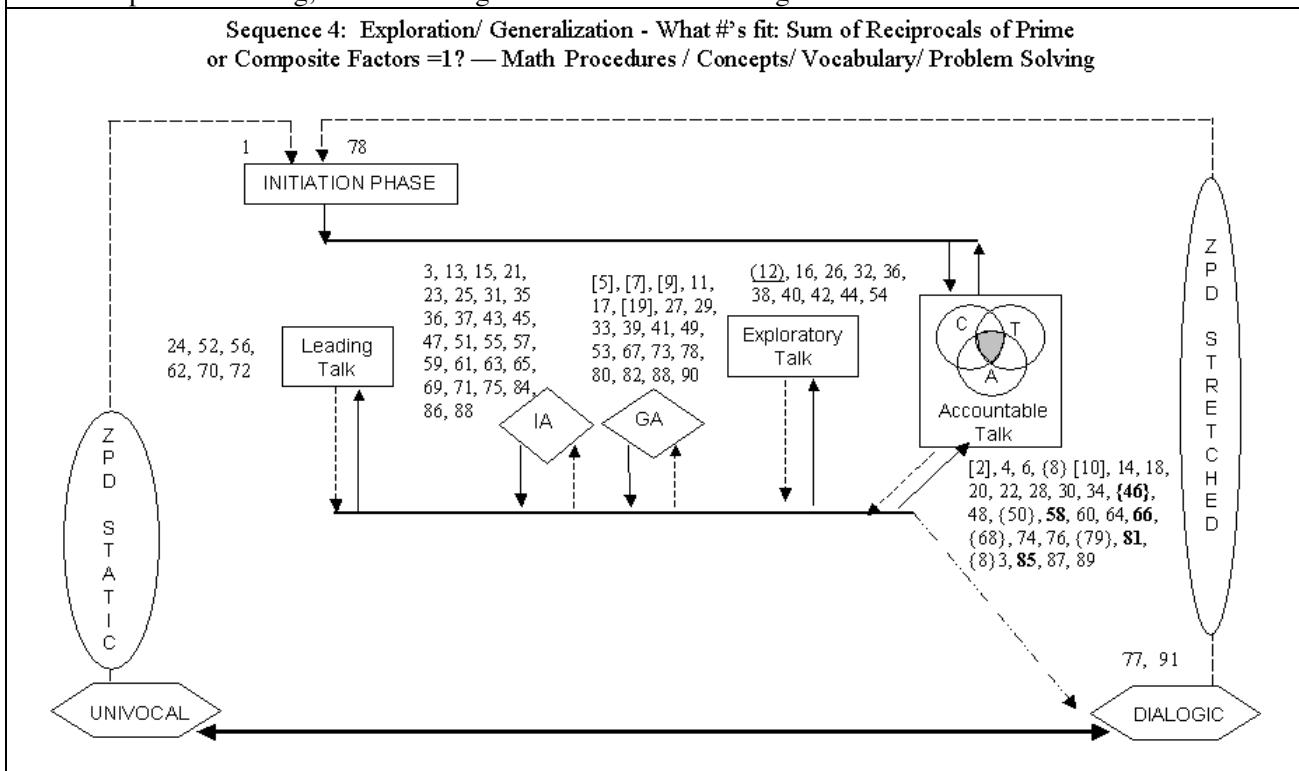 Sequence 4: Exploration/ Generalization - What #'s fit: Sum of Reciprocals of Prime
or Composite Factors =1? — Math Procedures / Concepts/ Vocabulary/ Problem Solving
1 78
INITIATION PHASE
24, 52, 56,
62, 70, 72
Leading
Talk
3, 13, 15, 21,
23, 25, 31, 35
36, 37, 43, 45,
47, 51, 55, 57,
59, 61, 63, 65,
69, 71, 75, 84,
86, 88
IA
[5], [7], [9], 11,
17, [19], 27, 29,
33, 39, 41, 49,
53, 67, 73, 78,
80, 82, 88, 90
GA
(12), 16, 26, 32, 36,
38, 40, 42, 44, 54
Exploratory
Talk
C T
A
Accountable
Talk
[2], 4, 6, {8} [10], 14, 18,
20, 22, 28, 30, 34, {46},
48, {50}, 58, 60, 64, 66,
{68}, 74, 76, {79}, 81,
{8}3, 85, 87, 89
ZPD STATIC
ZPD STRETCHED
77, 91
UNIVOCAL
DIALOGIC